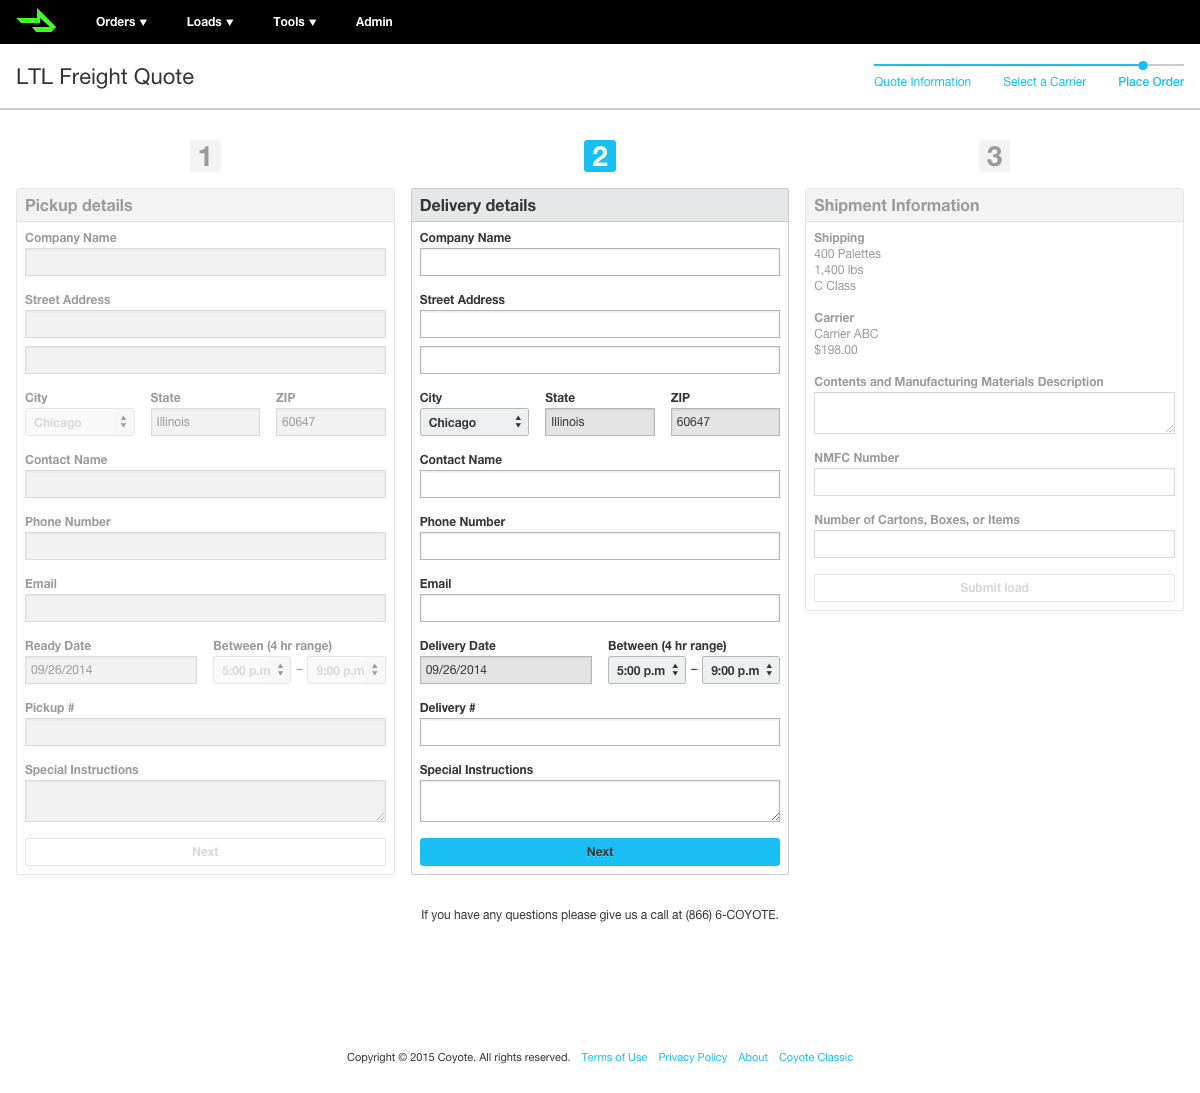 Orders ▼ Loads ▼ Tools ▼ Admin
LTL Freight Quote
Quote Information Select a Carrier Place Order
1
Pickup details
Company Name
Street Address
City State ZIP
Chicago Illinois 60647
Contact Name
Phone Number
Email
Ready Date Between (4 hr range)
09/26/2014 5:00 p.m – 9:00 p.m
Pickup #
Special Instructions
Next
2
Delivery details
Company Name
Street Address
City State ZIP
Chicago Illinois 60647
Contact Name
Phone Number
Email
Delivery Date Between (4 hr range)
09/26/2014 5:00 p.m – 9:00 p.m
Delivery #
Special Instructions
Next
3
Shipment Information
Shipping
400 Palettes
1,400 lbs
C Class
Carrier
Carrier ABC
$198.00
Contents and Manufacturing Materials Description
NMFC Number
Number of Cartons, Boxes, or Items
Submit load
If you have any questions please give us a call at (866) 6-COYOTE.
Copyright © 2015 Coyote. All rights reserved. Terms of Use Privacy Policy About Coyote Classic